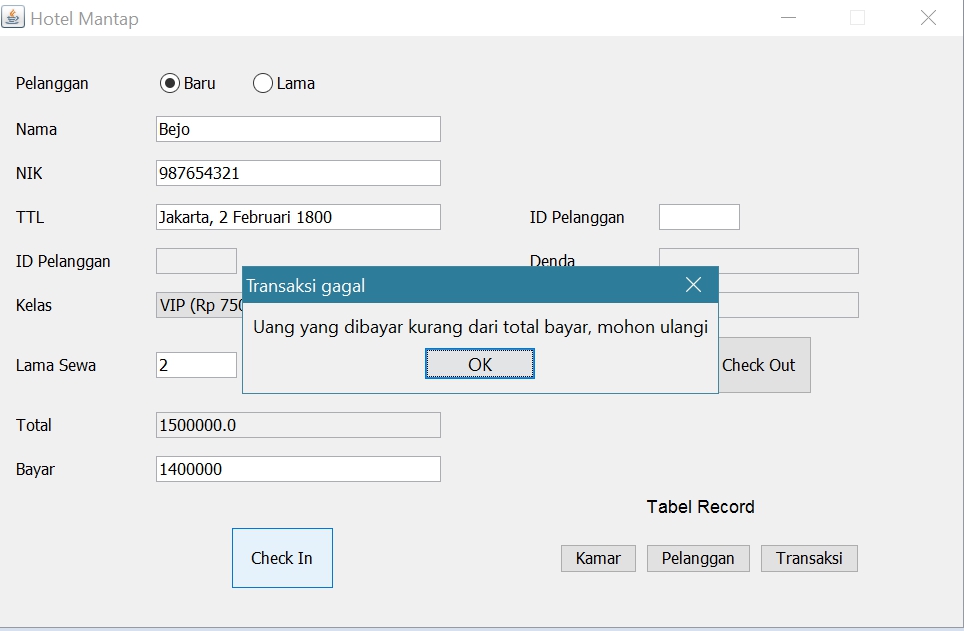 Hotel Mantap
Pelanggan Baru Lama
Nama Bejo
NIK 987654321
TTL Jakarta, 2 Februari 1800 ID Pelanggan
ID Pelanggan Denda
Kelas VIP (Rp 750
Transaksi gagal
Uang yang dibayar kurang dari total bayar, mohon ulangi
OK
Lama Sewa 2 Check Out
Total 1500000.0
Bayar 1400000
Tabel Record
Check In Kamar Pelanggan Transaksi